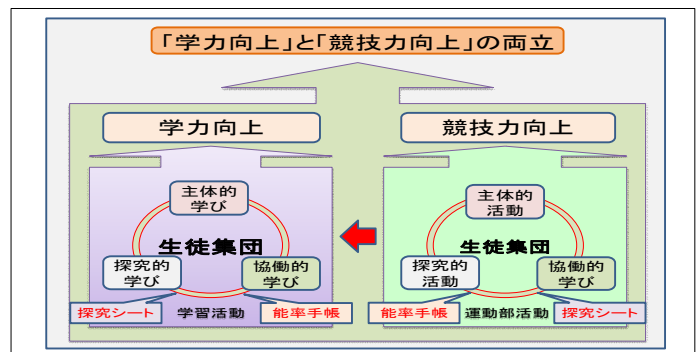 「学力向上」と「競技力向上」の両立
学力向上
競技力向上
主体的
学び
生徒集団
探究的
学び
協働的
学び
探究シート
学習活動
能率手帳
主体的
活動
生徒集団
探究的
活動
協働的
学び
能率手帳
運動部活動
探究シート